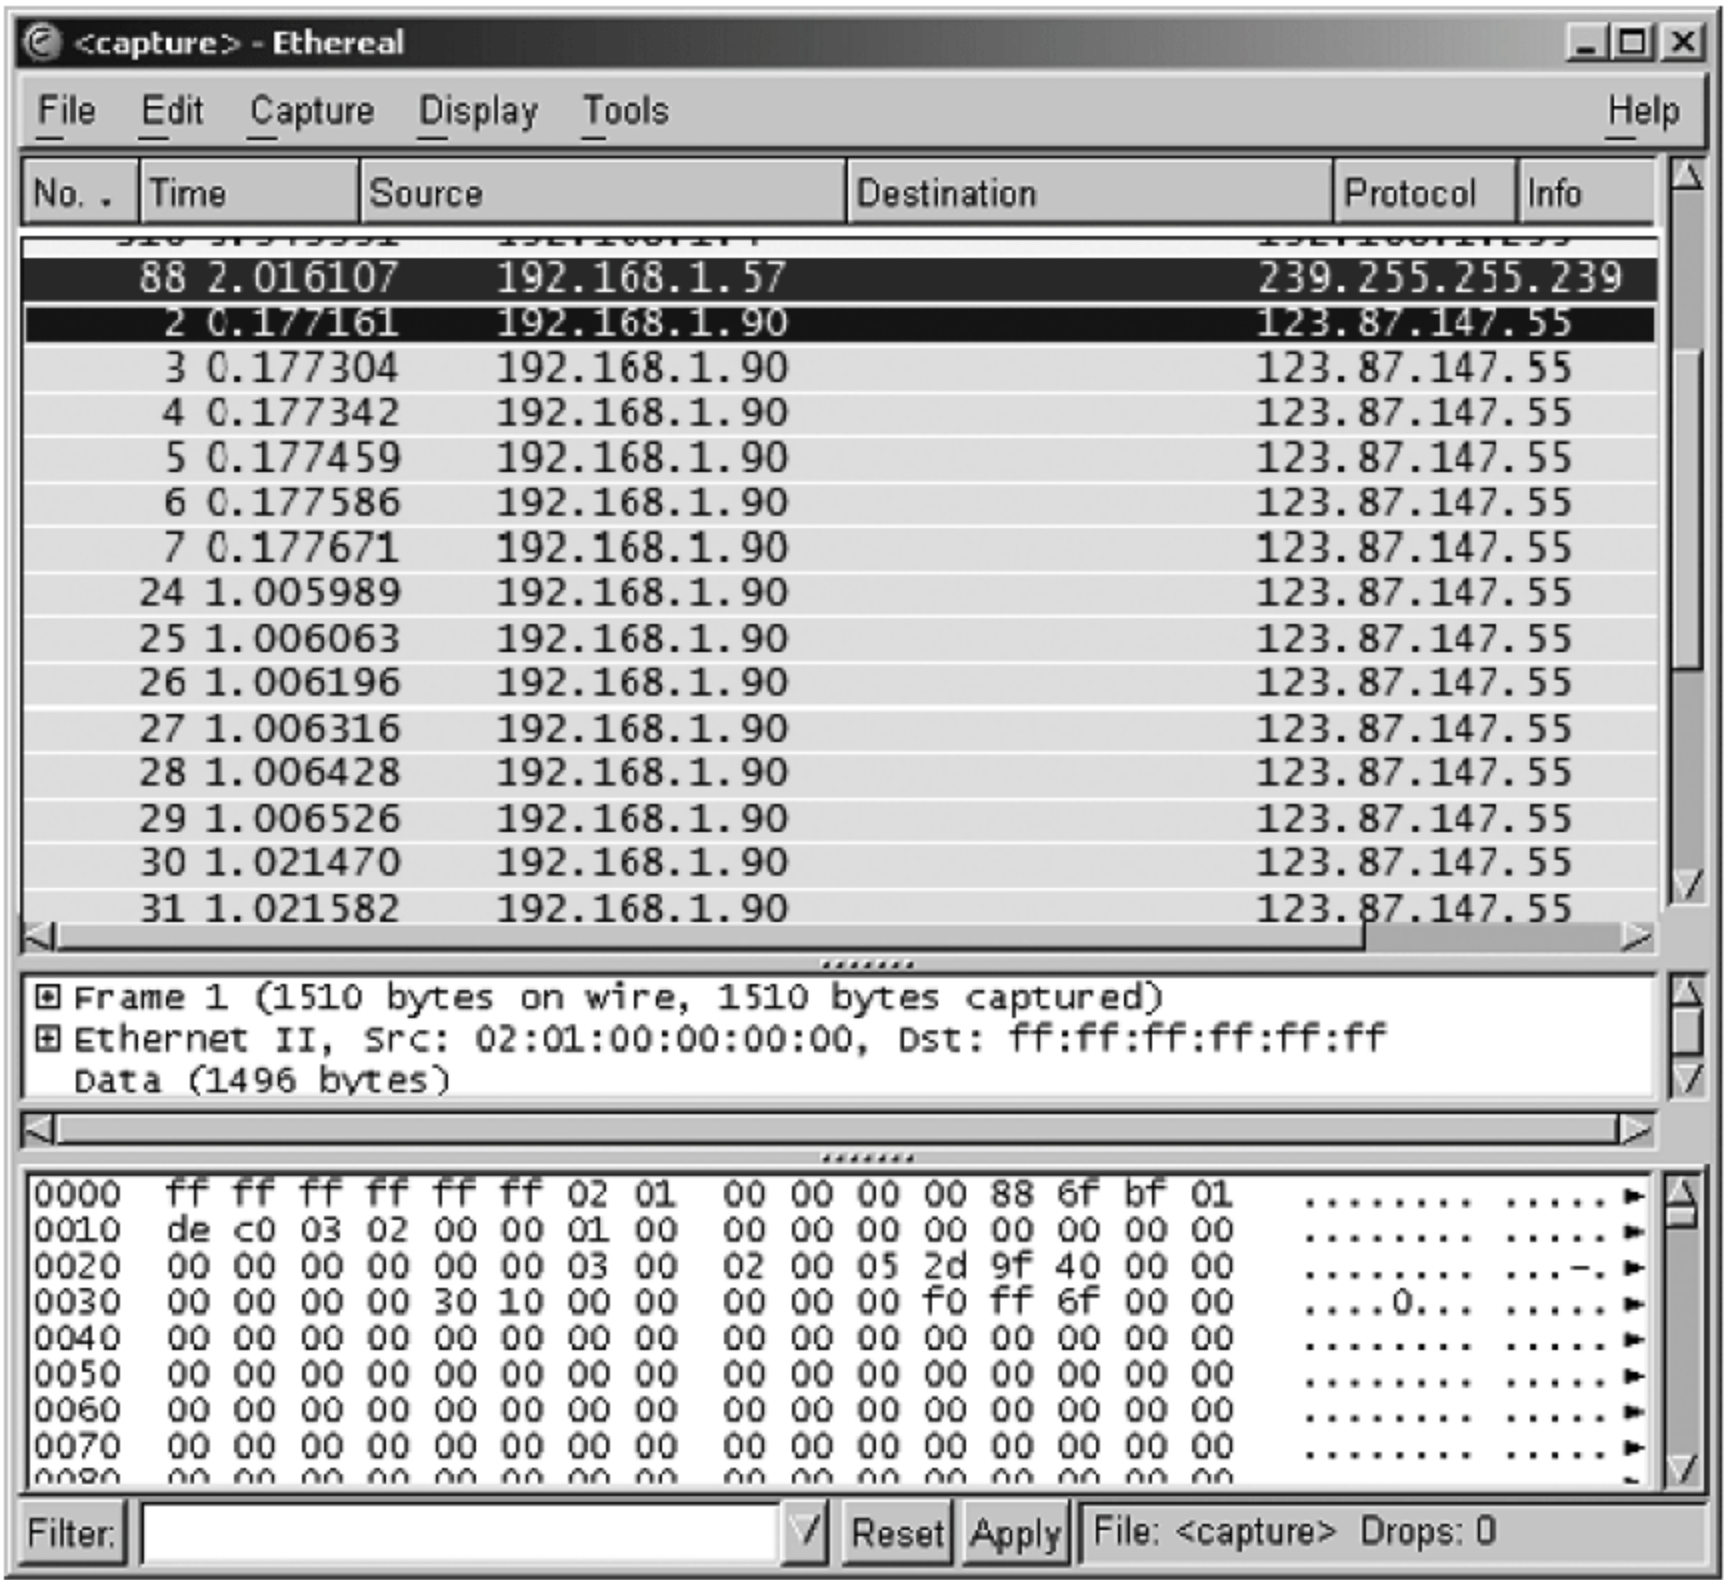 <capture> - Ethereal
File Edit Capture Display Tools Help
No. . Time Source Destination Protocol Info
88 2.016107 192.168.1.57 239.255.255.239
2 0.177161 192.168.1.90 123.87.147.55
3 0.177304 192.168.1.90 123.87.147.55
4 0.177342 192.168.1.90 123.87.147.55
5 0.177459 192.168.1.90 123.87.147.55
6 0.177586 192.168.1.90 123.87.147.55
7 0.177671 192.168.1.90 123.87.147.55
24 1.005989 192.168.1.90 123.87.147.55
25 1.006063 192.168.1.90 123.87.147.55
26 1.006196 192.168.1.90 123.87.147.55
27 1.006316 192.168.1.90 123.87.147.55
28 1.006428 192.168.1.90 123.87.147.55
29 1.006526 192.168.1.90 123.87.147.55
30 1.021470 192.168.1.90 123.87.147.55
31 1.021582 192.168.1.90 123.87.147.55
Frame 1 (1510 bytes on wire, 1510 bytes captured)
Ethernet II, Src: 02:01:00:00:00:00, Dst: ff:ff:ff:ff:ff:ff
Data (1496 bytes)
0000 ff ff ff ff ff ff 02 01 00 00 00 00 88 6f bf 01 ........ .....
0010 de c0 03 02 00 00 01 00 00 00 00 00 00 00 00 00 ........ .....
0020 00 00 00 00 00 00 03 00 02 00 05 2d 9f 40 00 00 ........ ...-.
0030 00 00 00 00 30 10 00 00 00 00 00 f0 ff 6f 00 00 ....0... .....
0040 00 00 00 00 00 00 00 00 00 00 00 00 00 00 00 00 ........ .....
0050 00 00 00 00 00 00 00 00 00 00 00 00 00 00 00 00 ........ .....
0060 00 00 00 00 00 00 00 00 00 00 00 00 00 00 00 00 ........ .....
0070 00 00 00 00 00 00 00 00 00 00 00 00 00 00 00 00 ........ .....
Filter: Reset Apply File: <capture> Drops: 0